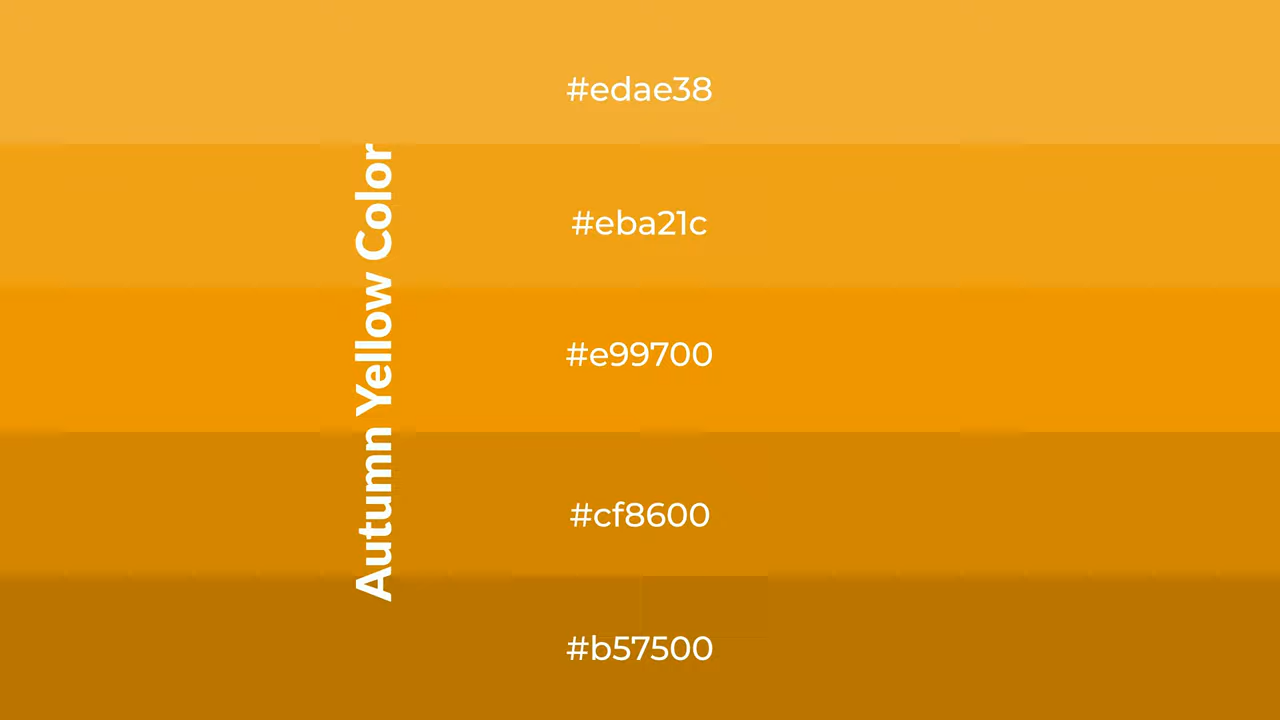 Autumn Yellow Color
#edae38
#eba21c
#e99700
#cf8600
#b57500